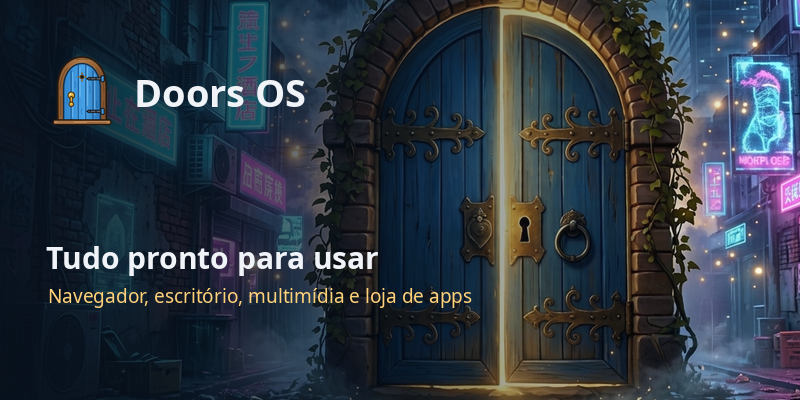 Doors OS
Tudo pronto para usar
Navegador, escritório, multimídia e loja de apps